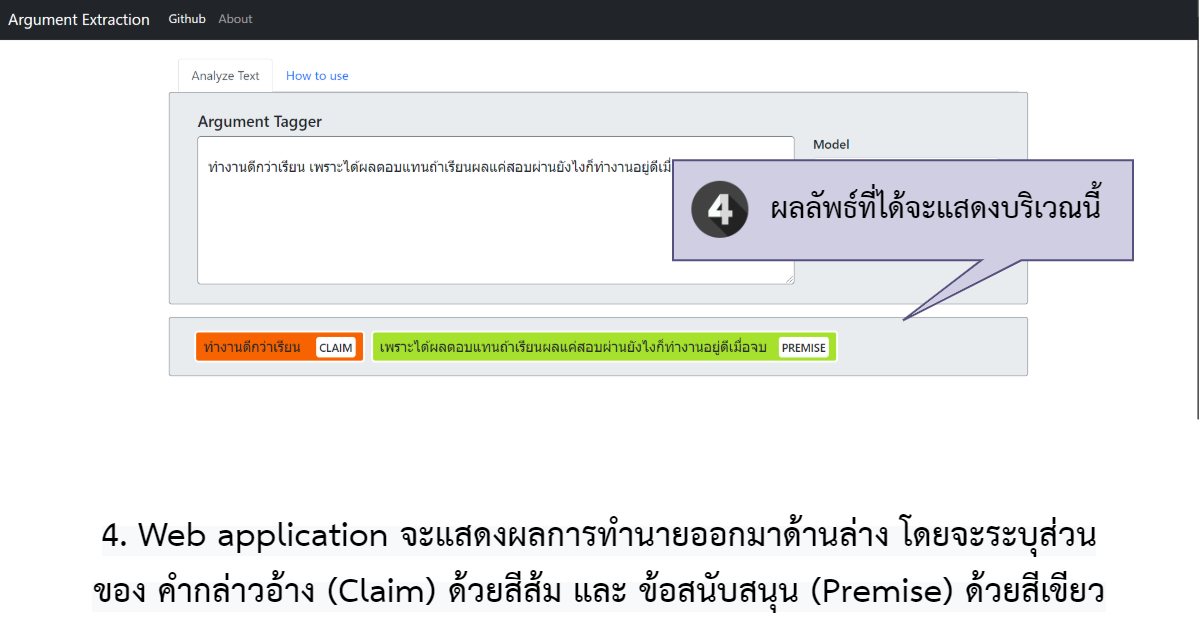 Argument Extraction Github About
Analyze Text How to use
Argument Tagger
Model
ทำงานดีกว่าเรียน เพราะได้ผลตอบแทนถ้าเรียนผลแค่สอบผ่านยังไงก็ทำงานอยู่ดีเมื่
4 ผลลัพธ์ที่ได้จะแสดงบริเวณนี้
ทำงานดีกว่าเรียน CLAIM เพราะได้ผลตอบแทนถ้าเรียนผลแค่สอบผ่านยังไงก็ทำงานอยู่ดีเมื่อจบ PREMISE
4. Web application จะแสดงผลการทำนายออกมาด้านล่าง โดยจะระบุส่วน
ของ คำกล่าวอ้าง (Claim) ด้วยสีส้ม และ ข้อสนับสนุน (Premise) ด้วยสีเขียว